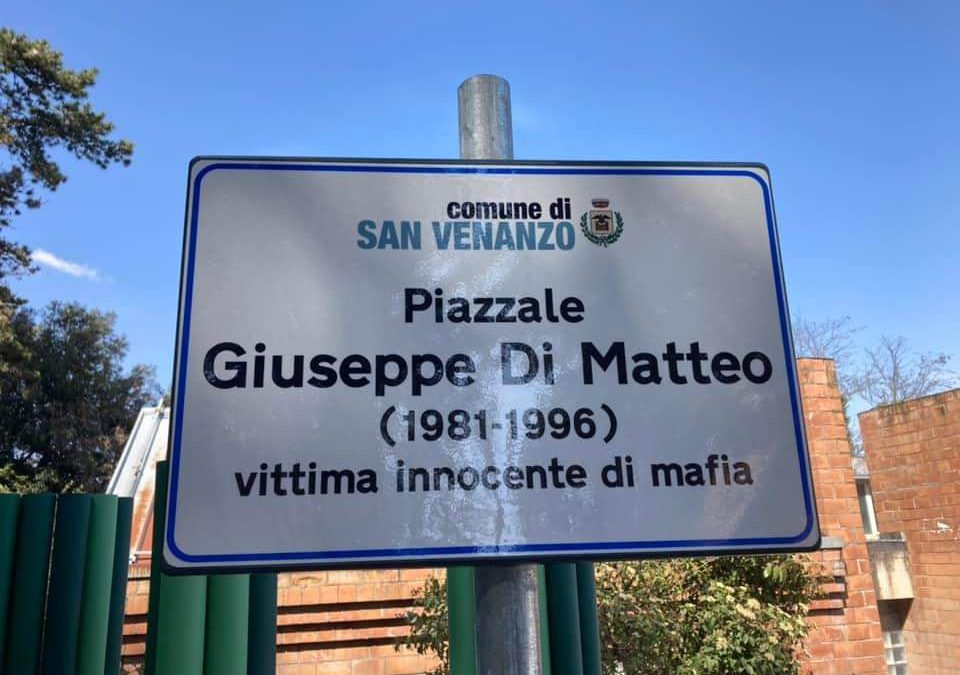 comune di
SAN VENANZO
Piazzale
Giuseppe Di Matteo
(1981-1996)
vittima innocente di mafia